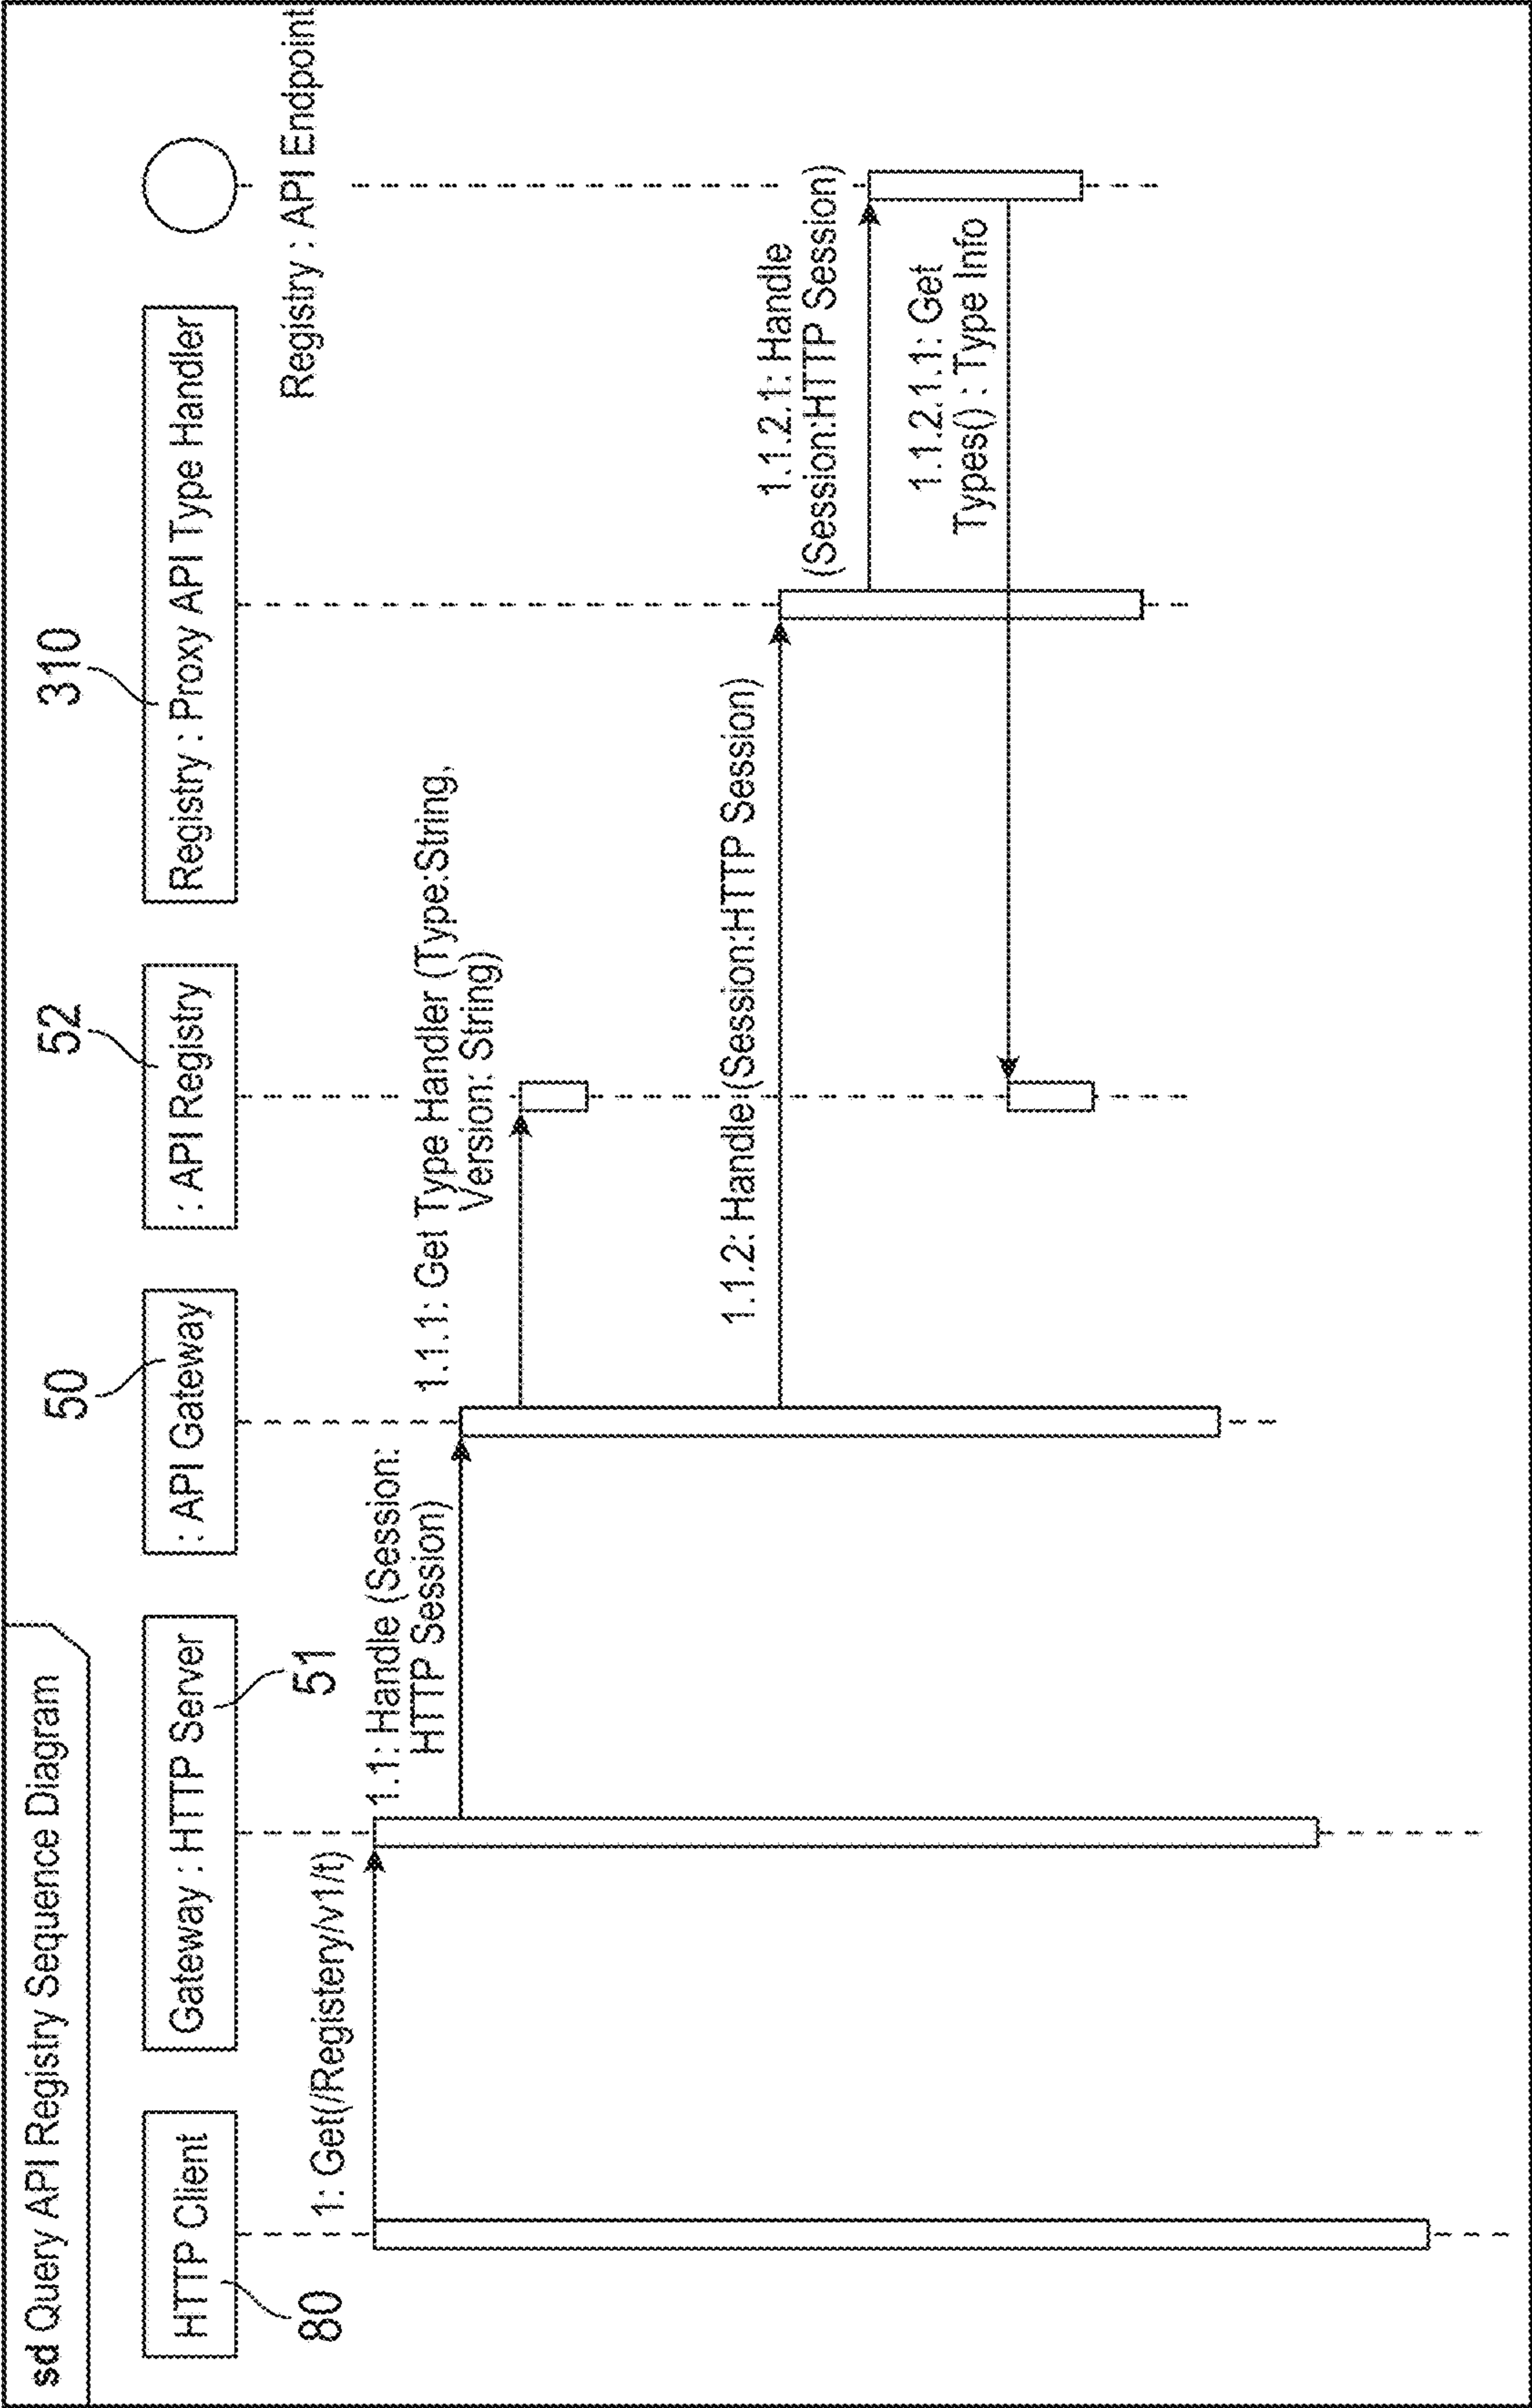 sd Query API Registry Sequence Diagram
HTTP Client
80
Gateway : HTTP Server
51
: API Gateway
50
: API Registry
52
Registry : Proxy API Type Handler
310
Registry : API Endpoint
1: Get(/Registery/v1/t)
1.1: Handle (Session:
HTTP Session)
1.1.1: Get Type Handler (Type:String,
Version: String)
1.1.2: Handle (Session:HTTP Session)
1.1.2.1: Handle
(Session:HTTP Session)
1.1.2.1.1: Get
Types() : Type Info